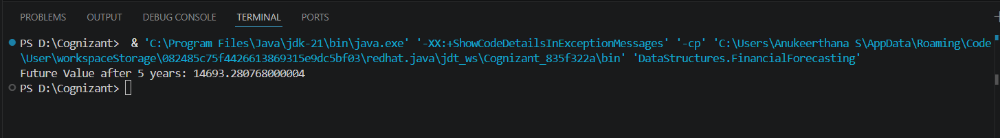 PROBLEMS OUTPUT DEBUG CONSOLE TERMINAL PORTS
PS D:\Cognizant>  & 'C:\Program Files\Java\jdk-21\bin\java.exe' '-XX:+ShowCodeDetailsInExceptionMessages' '-cp' 'C:\Users\Anukeerthana S\AppData\Roaming\Code
\User\workspaceStorage\082485c75f4426613869315e9dc5bf03\redhat.java\jdt_ws\Cognizant_835f322a\bin' 'DataStructures.FinancialForecasting'
Future Value after 5 years: 14693.280768000004
PS D:\Cognizant>